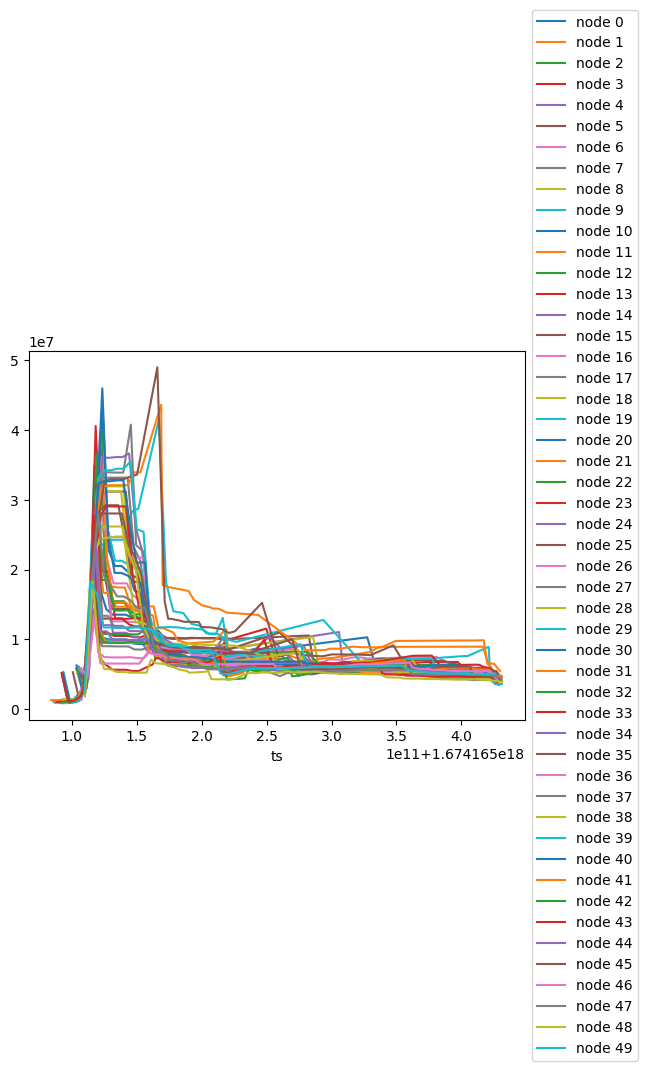 1e7
5
4
3
2
1
0
1.0 1.5 2.0 2.5 3.0 3.5 4.0
1e11+1.674165e18
ts
node 0
node 1
node 2
node 3
node 4
node 5
node 6
node 7
node 8
node 9
node 10
node 11
node 12
node 13
node 14
node 15
node 16
node 17
node 18
node 19
node 20
node 21
node 22
node 23
node 24
node 25
node 26
node 27
node 28
node 29
node 30
node 31
node 32
node 33
node 34
node 35
node 36
node 37
node 38
node 39
node 40
node 41
node 42
node 43
node 44
node 45
node 46
node 47
node 48
node 49